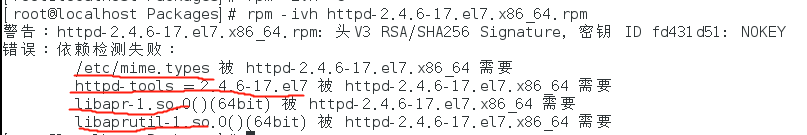 [root@localhost Packages]# rpm -ivh httpd-2.4.6-17.el7.x86_64.rpm
警告：httpd-2.4.6-17.el7.x86_64.rpm: 头V3 RSA/SHA256 Signature, 密钥 ID fd431d51: NOKEY
错误：依赖检测失败：
/etc/mime.types 被 httpd-2.4.6-17.el7.x86_64 需要
httpd-tools = 2.4.6-17.el7 被 httpd-2.4.6-17.el7.x86_64 需要
libapr-1.so.0()(64bit) 被 httpd-2.4.6-17.el7.x86_64 需要
libaprutil-1.so.0()(64bit) 被 httpd-2.4.6-17.el7.x86_64 需要